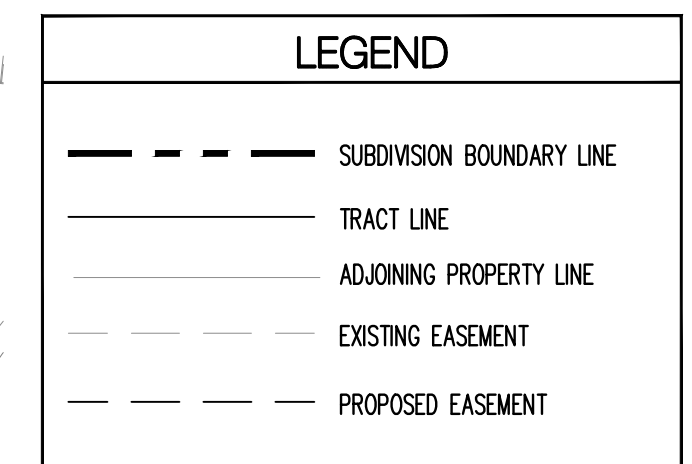 LEGEND
SUBDIVISION BOUNDARY LINE
TRACT LINE
ADJOINING PROPERTY LINE
EXISTING EASEMENT
PROPOSED EASEMENT